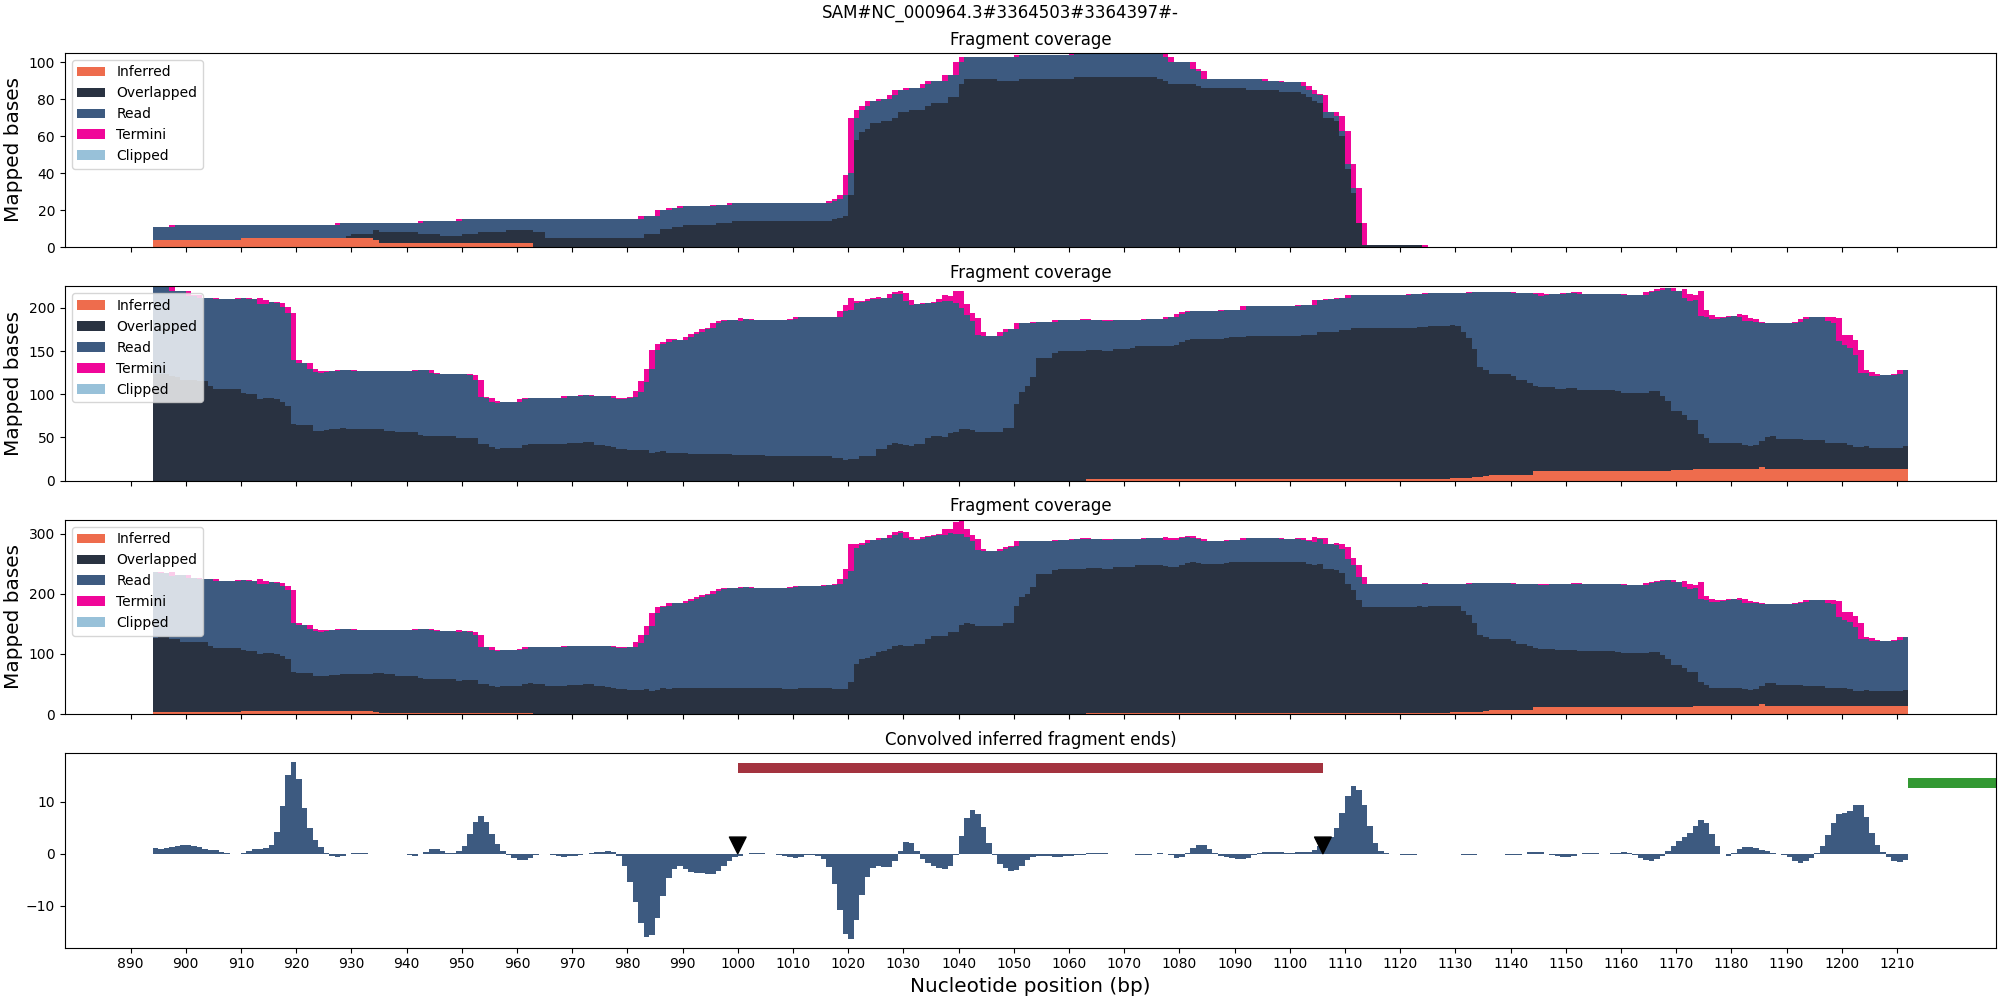 SAM#NC_000964.3#3364503#3364397#-
Fragment coverage
Mapped bases
100
80
60
40
20
0
Inferred
Overlapped
Read
Termini
Clipped
Fragment coverage
Mapped bases
200
150
100
50
0
Inferred
Overlapped
Read
Termini
Clipped
Fragment coverage
Mapped bases
300
200
100
0
Inferred
Overlapped
Read
Termini
Clipped
Convolved inferred fragment ends)
10
0
−10
890 900 910 920 930 940 950 960 970 980 990 1000 1010 1020 1030 1040 1050 1060 1070 1080 1090 1100 1110 1120 1130 1140 1150 1160 1170 1180 1190 1200 1210
Nucleotide position (bp)